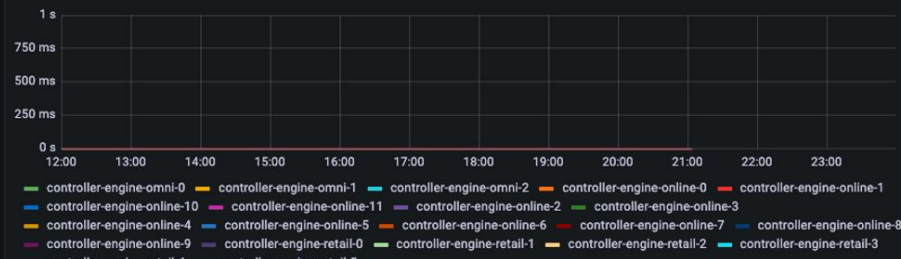 1 s
750 ms
500 ms
250 ms
0 s
12:00 13:00 14:00 15:00 16:00 17:00 18:00 19:00 20:00 21:00 22:00 23:00
controller-engine-omni-0 controller-engine-omni-1 controller-engine-omni-2 controller-engine-online-0 controller-engine-online-1
controller-engine-online-10 controller-engine-online-11 controller-engine-online-2 controller-engine-online-3
controller-engine-online-4 controller-engine-online-5 controller-engine-online-6 controller-engine-online-7 controller-engine-online-8
controller-engine-online-9 controller-engine-retail-0 controller-engine-retail-1 controller-engine-retail-2 controller-engine-retail-3